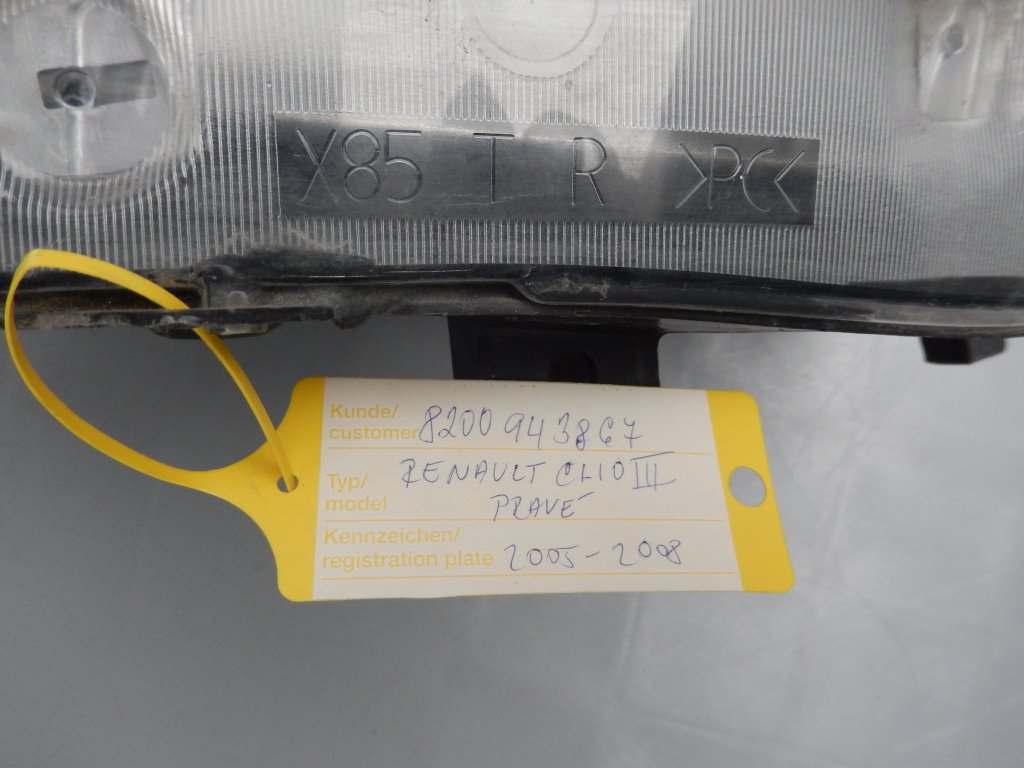 X85 T R >PC<
Kunde/
customer 8200 943867
Typ/ RENAULT CLIO III
model PRAVÉ
Kennzeichen/
registration plate 2005-2008